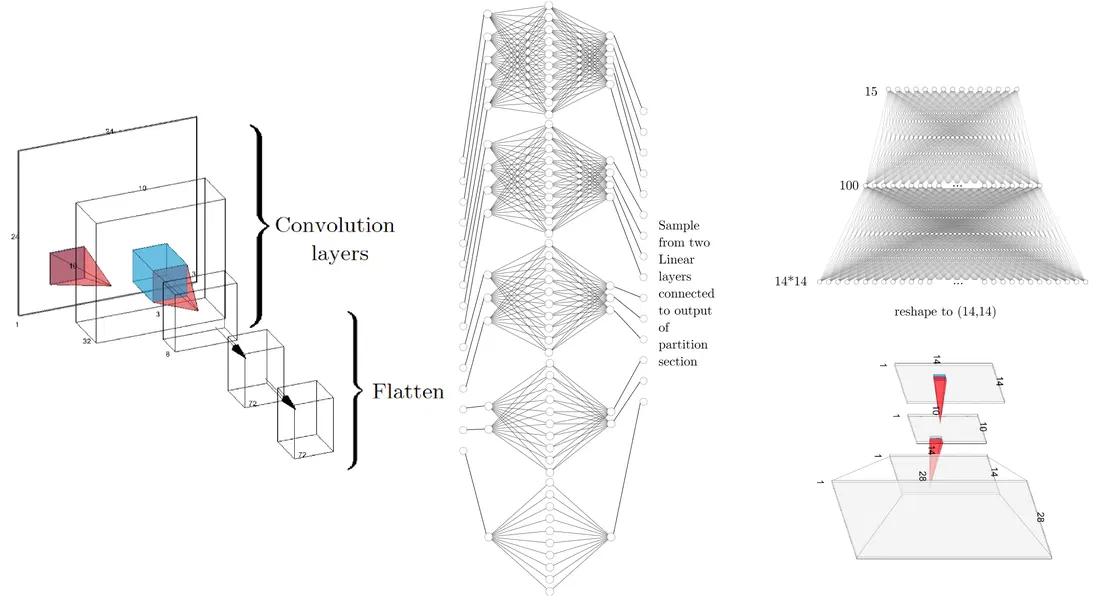 24
10
24
10
3
3
1
32
8
72
72
Convolution
layers
Flatten
Sample
from two
Linear
layers
connected
to output
of
partition
section
15
100
...
14*14
...
reshape to (14,14)
14
1
14
10
1
10
14
1
14
28
1
28